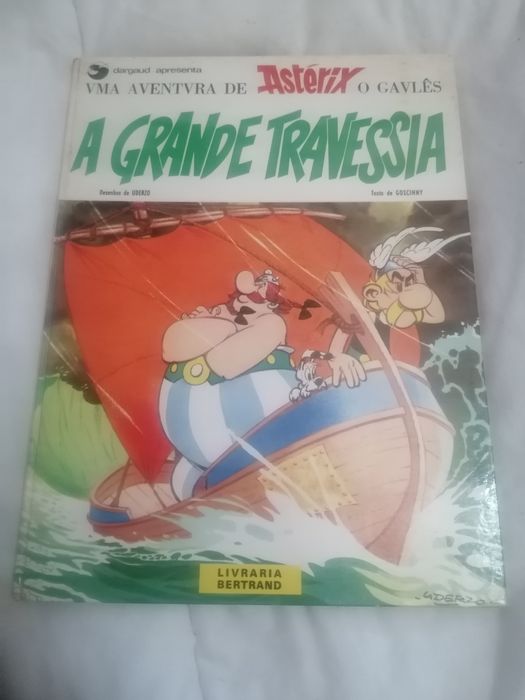 dargaud apresenta
VMA AVENTVRA DE Astérix O GAVLÊS
A GRANDE TRAVESSIA
Desenhos de UDERZO
Texto de GOSCINNY
LIVRARIA
BERTRAND
UDERZO